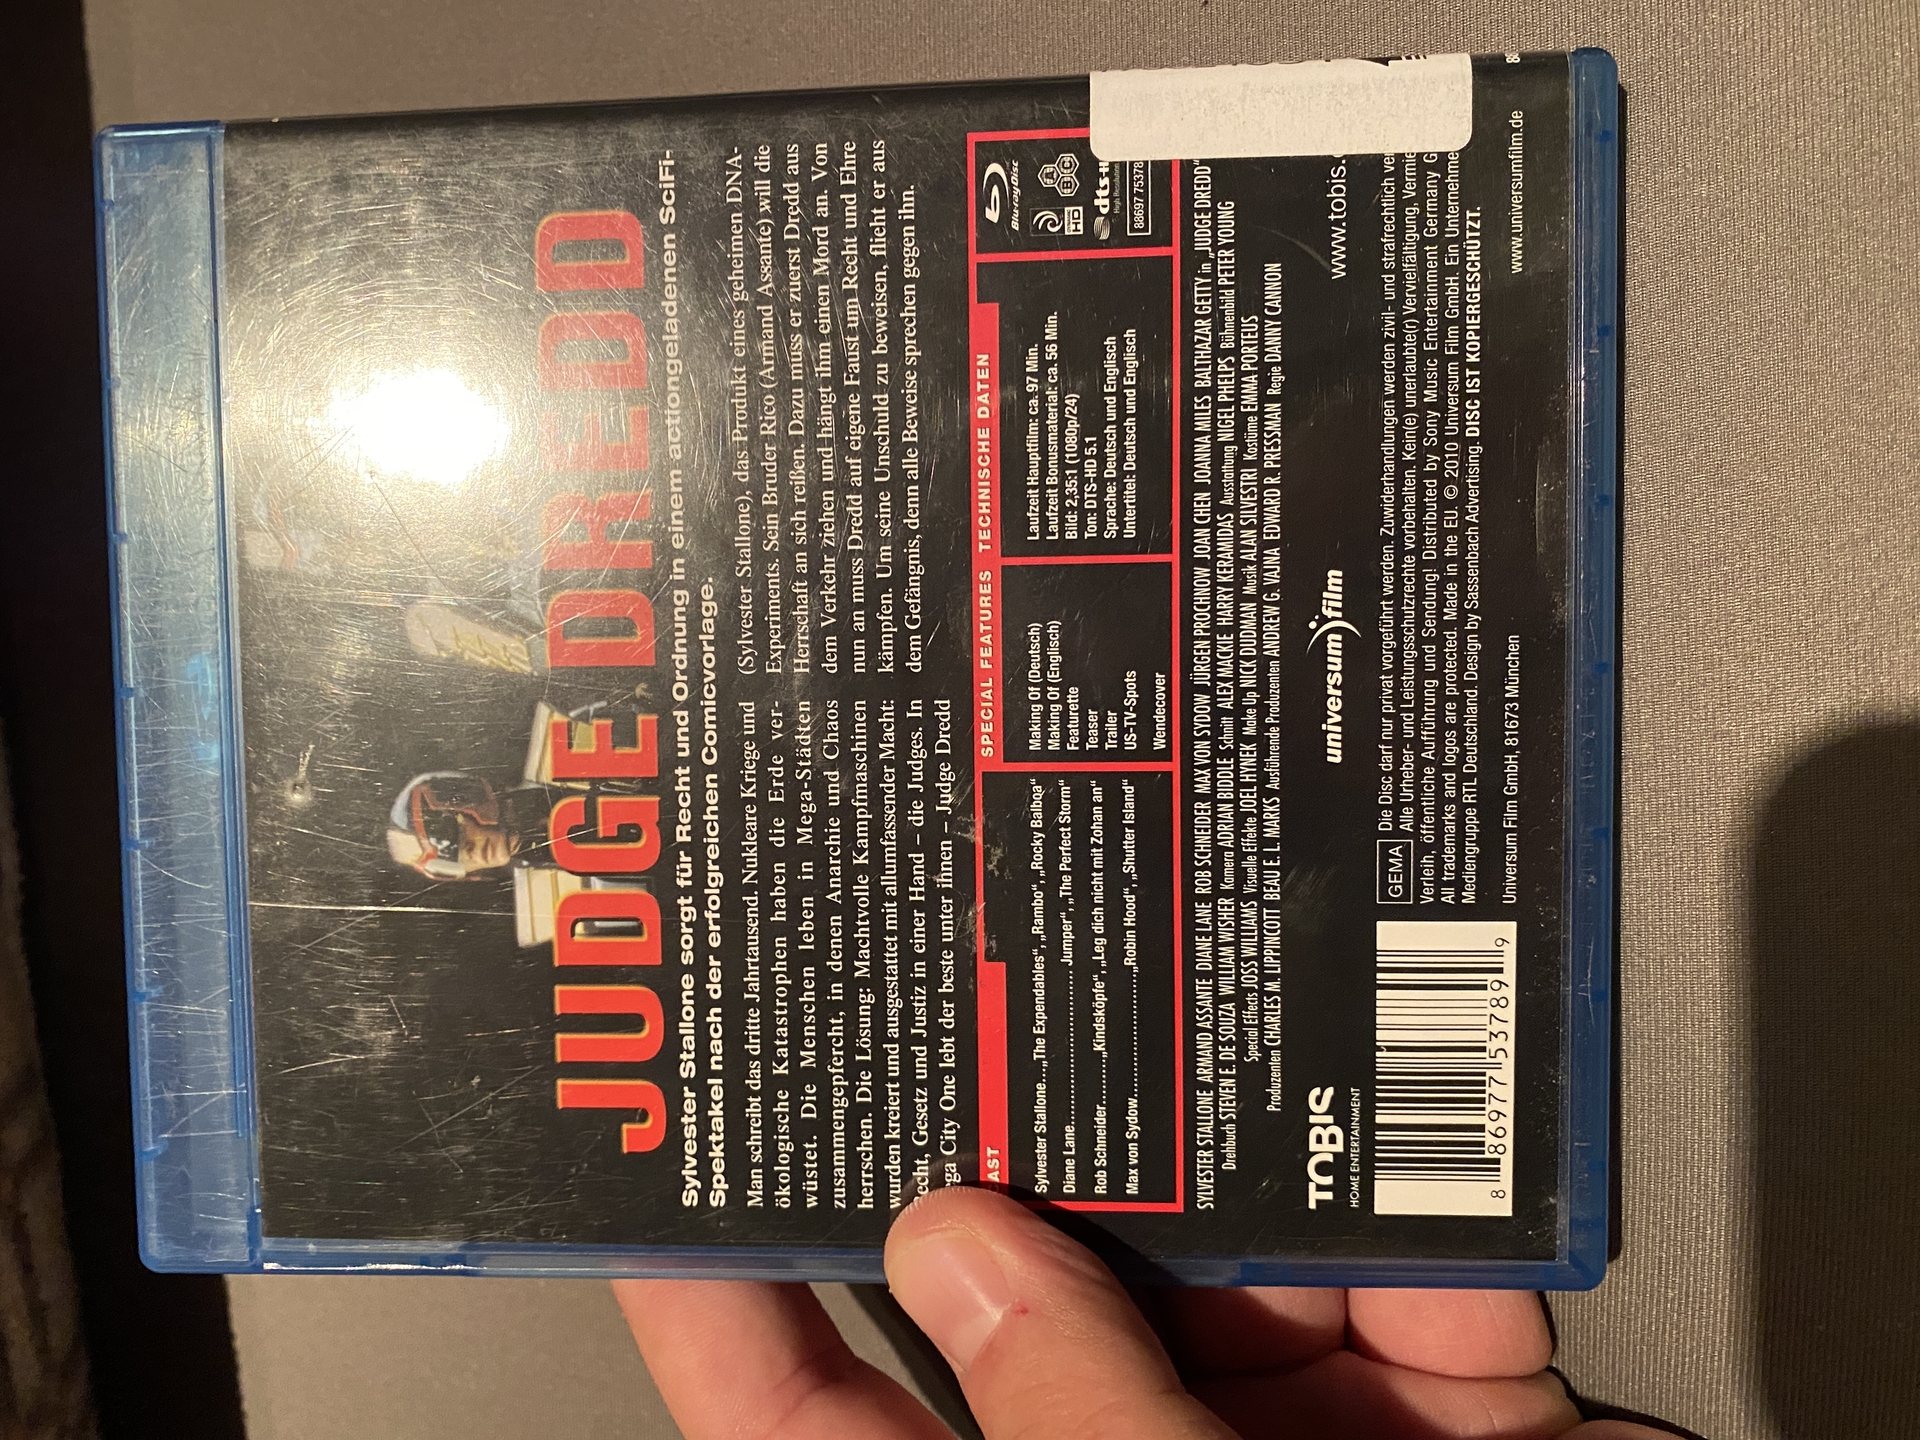 JUDGE DREDD
Sylvester Stallone sorgt für Recht und Ordnung in einem actiongeladenen SciFi-
Spektakel nach der erfolgreichen Comicvorlage.
Man schreibt das dritte Jahrtausend. Nukleare Kriege und
ökologische Katastrophen haben die Erde ver-
wüstet. Die Menschen leben in Mega-Städten
zusammengepfercht, in denen Anarchie und Chaos
herrschen. Die Lösung: Machtvolle Kampfmaschinen
wurden kreiert und ausgestattet mit allumfassender Macht:
echt, Gesetz und Justiz in einer Hand – die Judges. In
ga City One lebt der beste unter ihnen – Judge Dredd
(Sylvester Stallone), das Produkt eines geheimen DNA-
Experiments. Sein Bruder Rico (Armand Assante) will die
Herrschaft an sich reißen. Dazu muss er zuerst Dredd aus
dem Verkehr ziehen und hängt ihm einen Mord an. Von
nun an muss Dredd auf eigene Faust um Recht und Ehre
kämpfen. Um seine Unschuld zu beweisen, flieht er aus
dem Gefängnis, denn alle Beweise sprechen gegen ihn.
CAST
Sylvester Stallone...„The Expendables“, „Rambo“, „Rocky Balboa“
Diane Lane........................Jumper“, „The Perfect Storm“
Rob Schneider.........„Kindsköpfe“, „Leg dich nicht mit Zohan an“
Max von Sydow....................„Robin Hood“, „Shutter Island“
SPECIAL FEATURES
Making Of (Deutsch)
Making Of (Englisch)
Featurette
Teaser
Trailer
US-TV-Spots
Wendecover
TECHNISCHE DATEN
Laufzeit Hauptfilm: ca. 97 Min.
Laufzeit Bonusmaterial: ca. 56 Min.
Bild: 2,35:1 (1080p/24)
Ton: DTS-HD 5.1
Sprache: Deutsch und Englisch
Untertitel: Deutsch und Englisch
Blu-ray Disc
HD
A B C
dts-H
High Resolution
88697 75378
SYLVESTER STALLONE ARMAND ASSANTE DIANE LANE ROB SCHNEIDER MAX VON SYDOW JÜRGEN PROCHNOW JOAN CHEN JOANNA MILES BALTHAZAR GETTY in „JUDGE DREDD“
Drehbuch STEVEN E. DE SOUZA WILLIAM WISHER Kamera ADRIAN BIDDLE Schnitt ALEX MACKIE HARRY KERAMIDAS Ausstattung NIGEL PHELPS Bühnenbild PETER YOUNG
Special Effects JOSS WILLIAMS Visuelle Effekte JOEL HYNEK Make Up NICK DUDMAN Musik ALAN SILVESTRI Kostüme EMMA PORTEUS
Produzenten CHARLES M. LIPPINCOTT BEAU E. L. MARKS Ausführende Produzenten ANDREW G. VAJNA EDWARD R. PRESSMAN Regie DANNY CANNON
TOBIS
HOME ENTERTAINMENT
universum film
www.tobis.
8 86977 53789 9
GEMA
Die Disc darf nur privat vorgeführt werden. Zuwiderhandlungen werden zivil- und strafrechtlich ver
Alle Urheber- und Leistungsschutzrechte vorbehalten. Kein(e) unerlaubte(r) Vervielfältigung, Vermie
Verleih, öffentliche Aufführung und Sendung! Distributed by Sony Music Entertainment Germany G
All trademarks and logos are protected. Made in the EU. © 2010 Universum Film GmbH. Ein Unternehme
Mediengruppe RTL Deutschland. Design by Sassenbach Advertising. DISC IST KOPIERGESCHÜTZT.
Universum Film GmbH, 81673 München
www.universumfilm.de